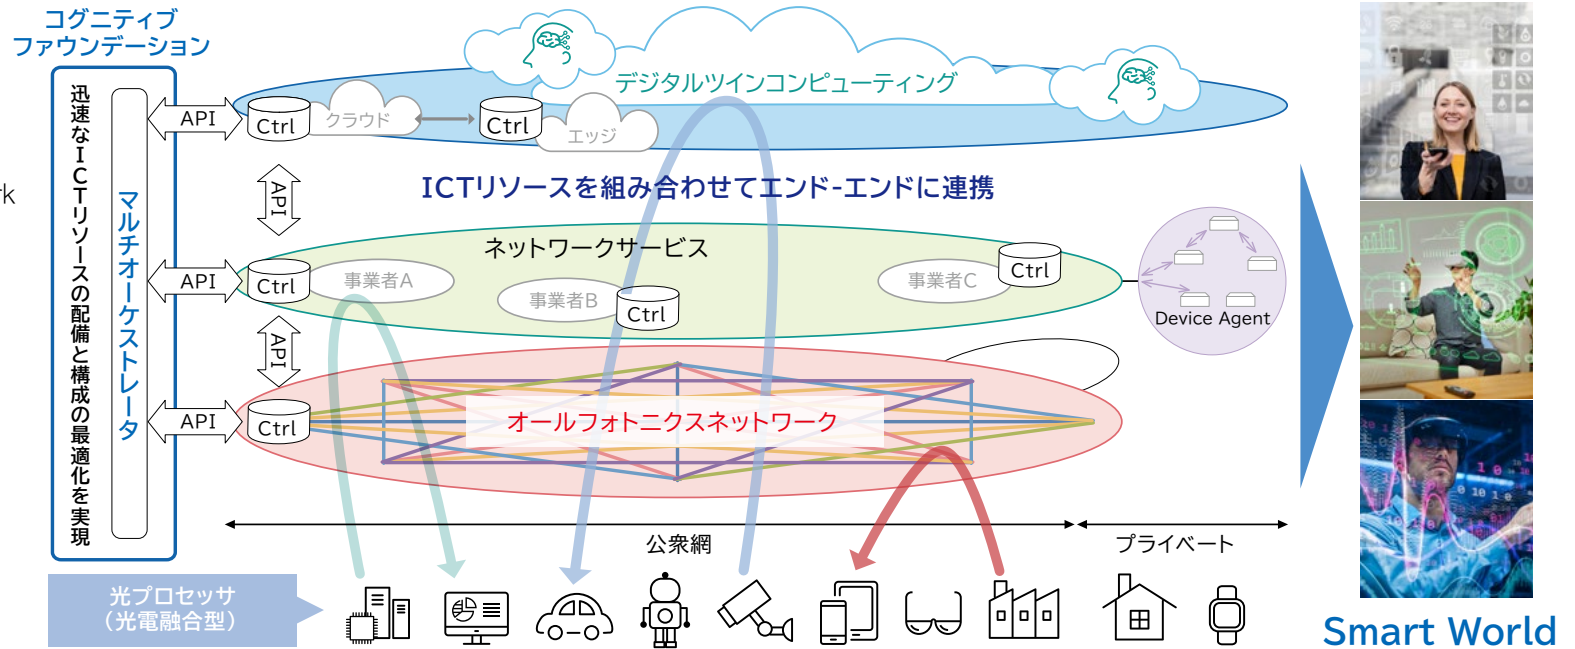 コグニティブ
ファウンデーション
rk
迅速なICTリソースの配備と構成の最適化を実現
マルチオーケストレータ
API
Ctrl
クラウド
Ctrl
エッジ
デジタルツインコンピューティング
API
ICTリソースを組み合わせてエンド-エンドに連携
ネットワークサービス
API
Ctrl
事業者A
事業者B
Ctrl
事業者C
Ctrl
Device Agent
API
API
Ctrl
オールフォトニクスネットワーク
公衆網
プライベート
光プロセッサ
（光電融合型）
Smart World